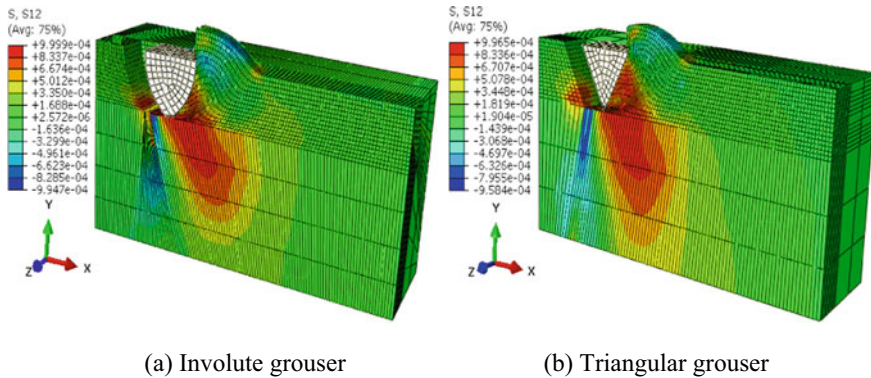 S, S12
(Avg: 75%)
+9.999e-04
+8.337e-04
+6.674e-04
+5.012e-04
+3.350e-04
+1.688e-04
+2.572e-06
-1.636e-04
-3.299e-04
-4.961e-04
-6.623e-04
-8.285e-04
-9.947e-04
Y
Z
X
(a) Involute grouser
S, S12
(Avg: 75%)
+9.965e-04
+8.336e-04
+6.707e-04
+5.078e-04
+3.448e-04
+1.819e-04
+1.904e-05
-1.439e-04
-3.068e-04
-4.697e-04
-6.326e-04
-7.955e-04
-9.584e-04
Y
Z
X
(b) Triangular grouser